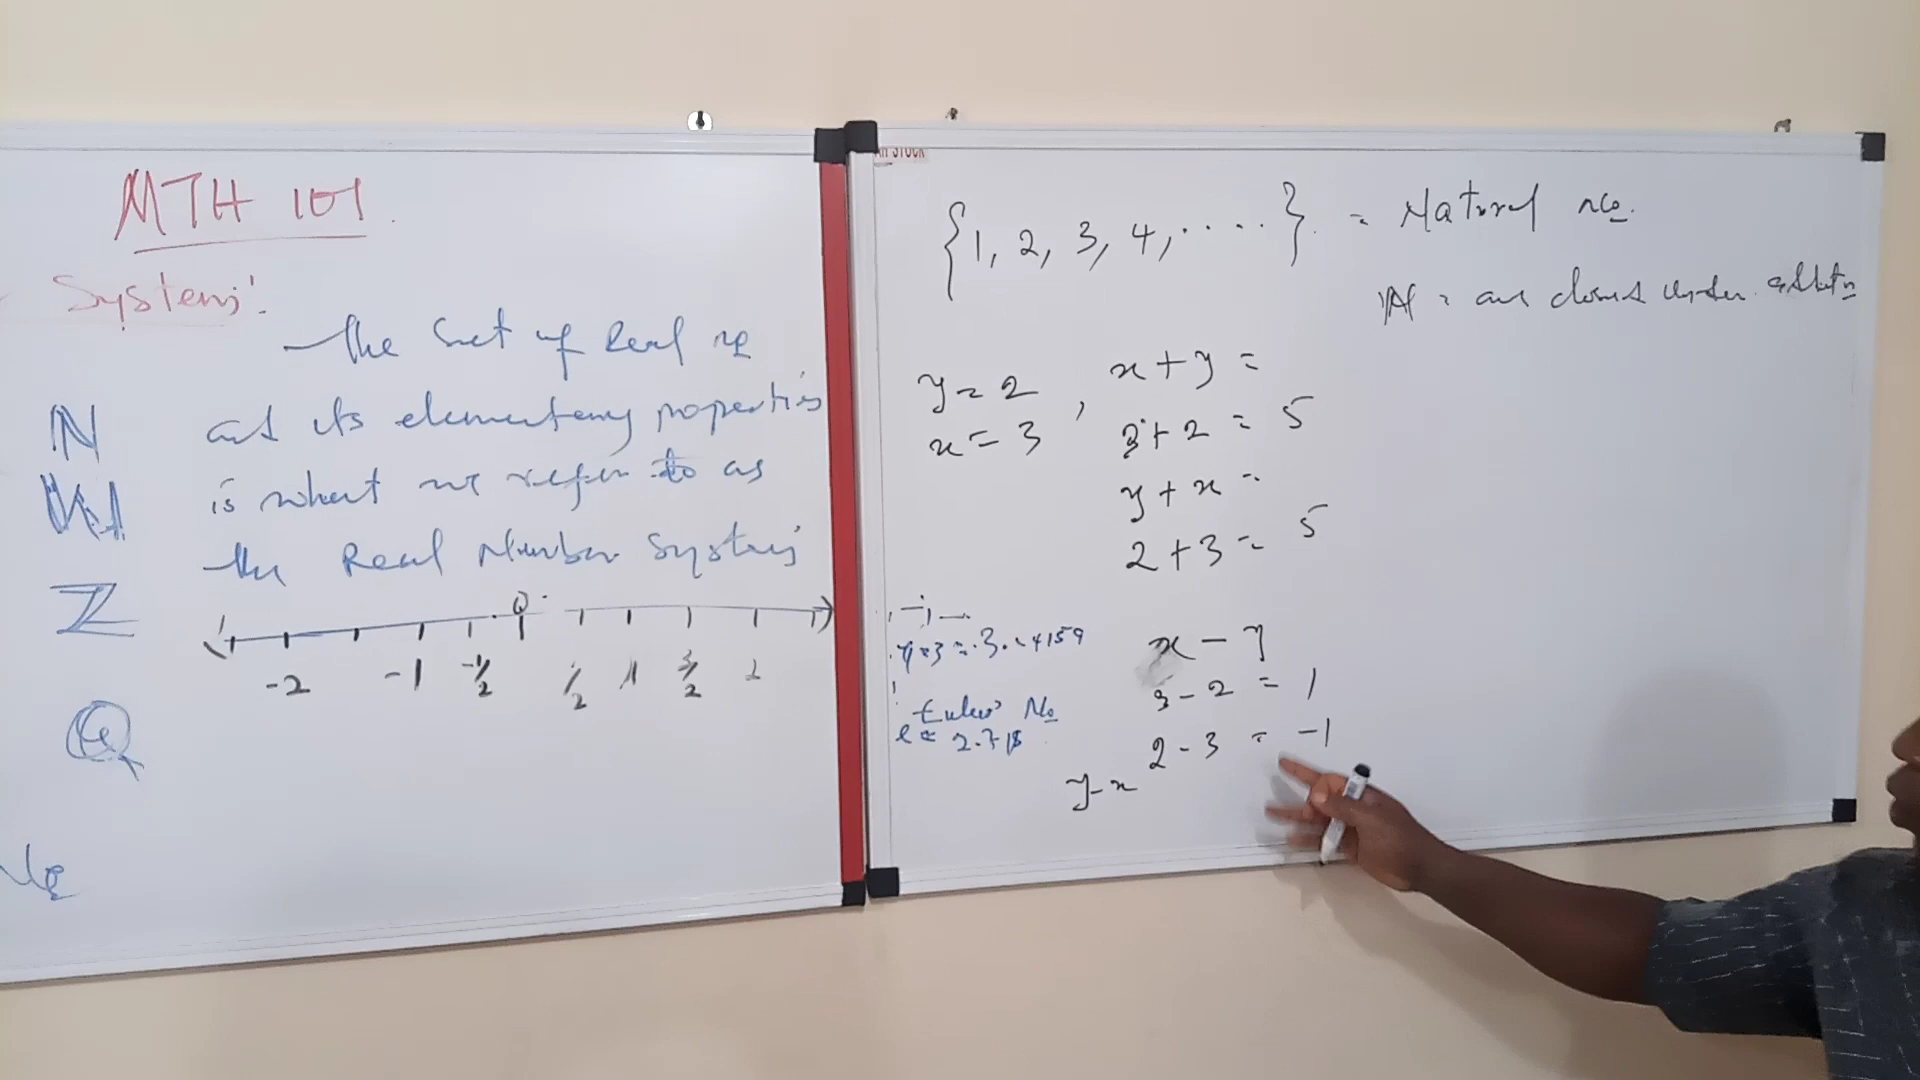 MTH 101
Systems:
The set of Real no
and its elementary properties
is what we refer to as
the Real Number Systems
N
W
Z
Q
0
-2 -1 -1/2 1/2 1 3/2 2
{1, 2, 3, 4, .....} = Natural No.
N = are closed under addition
y = 2
x = 3 ,
x + y =
3 + 2 = 5
y + x =
2 + 3 = 5
Euler's No
e = 2.718
x - y
3 - 2 = 1
2 - 3 = -1
y - x